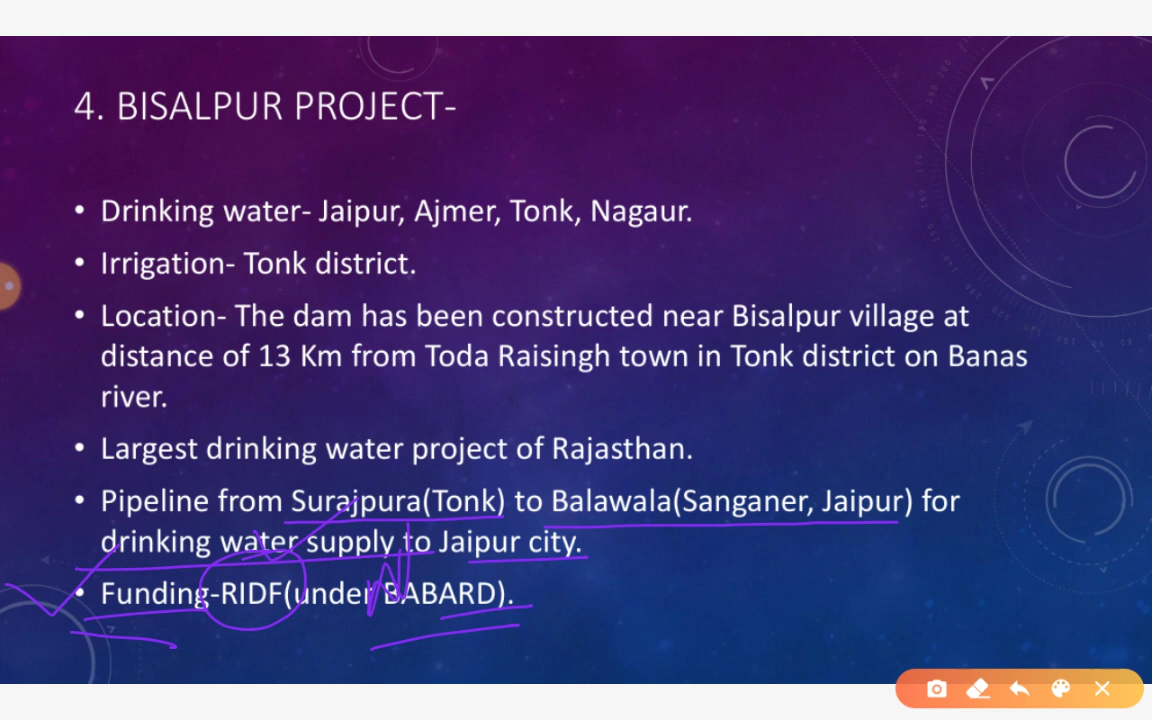 4. BISALPUR PROJECT-
• Drinking water- Jaipur, Ajmer, Tonk, Nagaur.
• Irrigation- Tonk district.
• Location- The dam has been constructed near Bisalpur village at
distance of 13 Km from Toda Raisingh town in Tonk district on Banas
river.
• Largest drinking water project of Rajasthan.
• Pipeline from Surajpura(Tonk) to Balawala(Sanganer, Jaipur) for
drinking water supply to Jaipur city.
N
• Funding-RIDF(under BABARD).